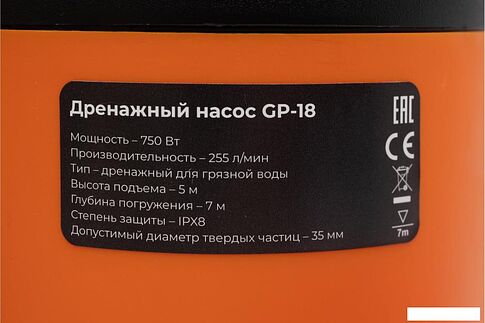 Дренажный насос GP-18
Мощность – 750 Вт
Производительность – 255 л/мин
Тип – дренажный для грязной воды
Высота подъема – 5 м
Глубина погружения – 7 м
Степень защиты – IPX8
Допустимый диаметр твердых частиц – 35 мм
EAC
CE
7m